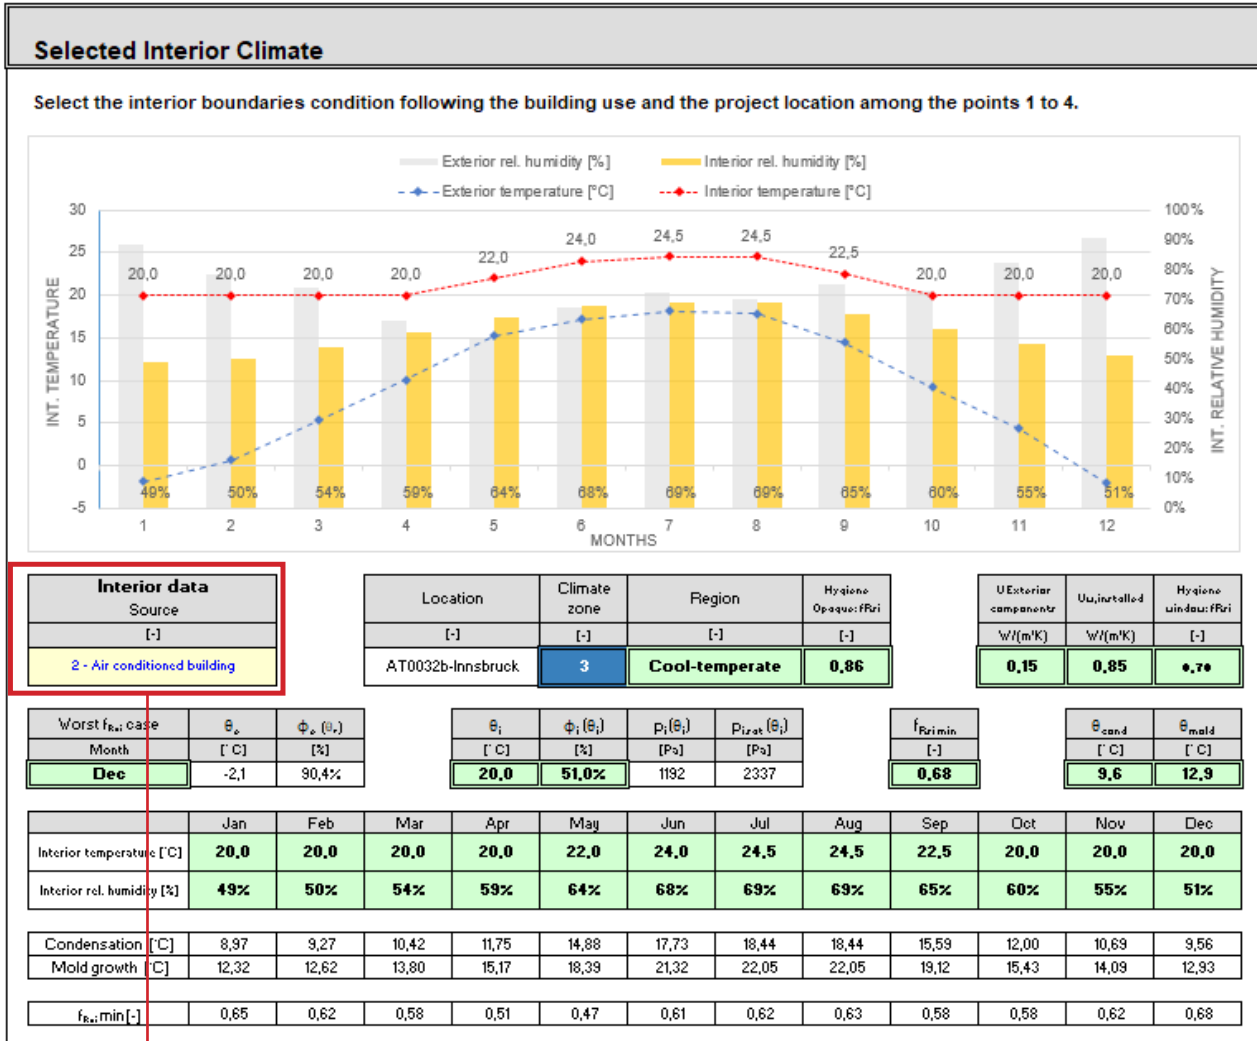 Selected Interior Climate
Select the interior boundaries condition following the building use and the project location among the points 1 to 4.
Exterior rel. humidity [%] Interior rel. humidity [%]
Exterior temperature [°C] Interior temperature [°C]
30 25 20 15 10 5 0 -5
INT. TEMPERATURE
20,0 20,0 20,0 20,0 22,0 24,0 24,5 24,5 22,5 20,0 20,0 20,0
49% 50% 54% 59% 64% 68% 69% 69% 65% 60% 55% 51%
100% 90% 80% 70% 60% 50% 40% 30% 20% 10% 0%
INT. RELATIVE HUMIDITY
1 2 3 4 5 6 7 8 9 10 11 12
MONTHS
Interior data
Source
[-]
2 - Air conditioned building
Location Climate zone Region Hygiene Opaque: fRsi
[-] [-] [-] [-]
AT0032b-Innsbruck 3 Cool-temperate 0,86
U Exterior components Uw,installed Hygiene window: fRsi
W/(m²K) W/(m²K) [-]
0,15 0,85 0,70
Worst fRsi case θe Φe (θe) θi Φi (θi) Pi (θi) Pi,sat (θi) fRsi min θcond θmold
Month [°C] [%] [°C] [%] [Pa] [Pa] [-] [°C] [°C]
Dec -2,1 90,4% 20,0 51,0% 1192 2337 0,68 9,6 12,9
Jan Feb Mar Apr May Jun Jul Aug Sep Oct Nov Dec
Interior temperature [°C] 20,0 20,0 20,0 20,0 22,0 24,0 24,5 24,5 22,5 20,0 20,0 20,0
Interior rel. humidity [%] 49% 50% 54% 59% 64% 68% 69% 69% 65% 60% 55% 51%
Condensation [°C] 8,97 9,27 10,42 11,75 14,88 17,73 18,44 18,44 15,59 12,00 10,69 9,56
Mold growth [°C] 12,32 12,62 13,80 15,17 18,39 21,32 22,05 22,05 19,12 15,43 14,09 12,93
fRsi min [-] 0,65 0,62 0,58 0,51 0,47 0,61 0,62 0,63 0,58 0,58 0,62 0,68